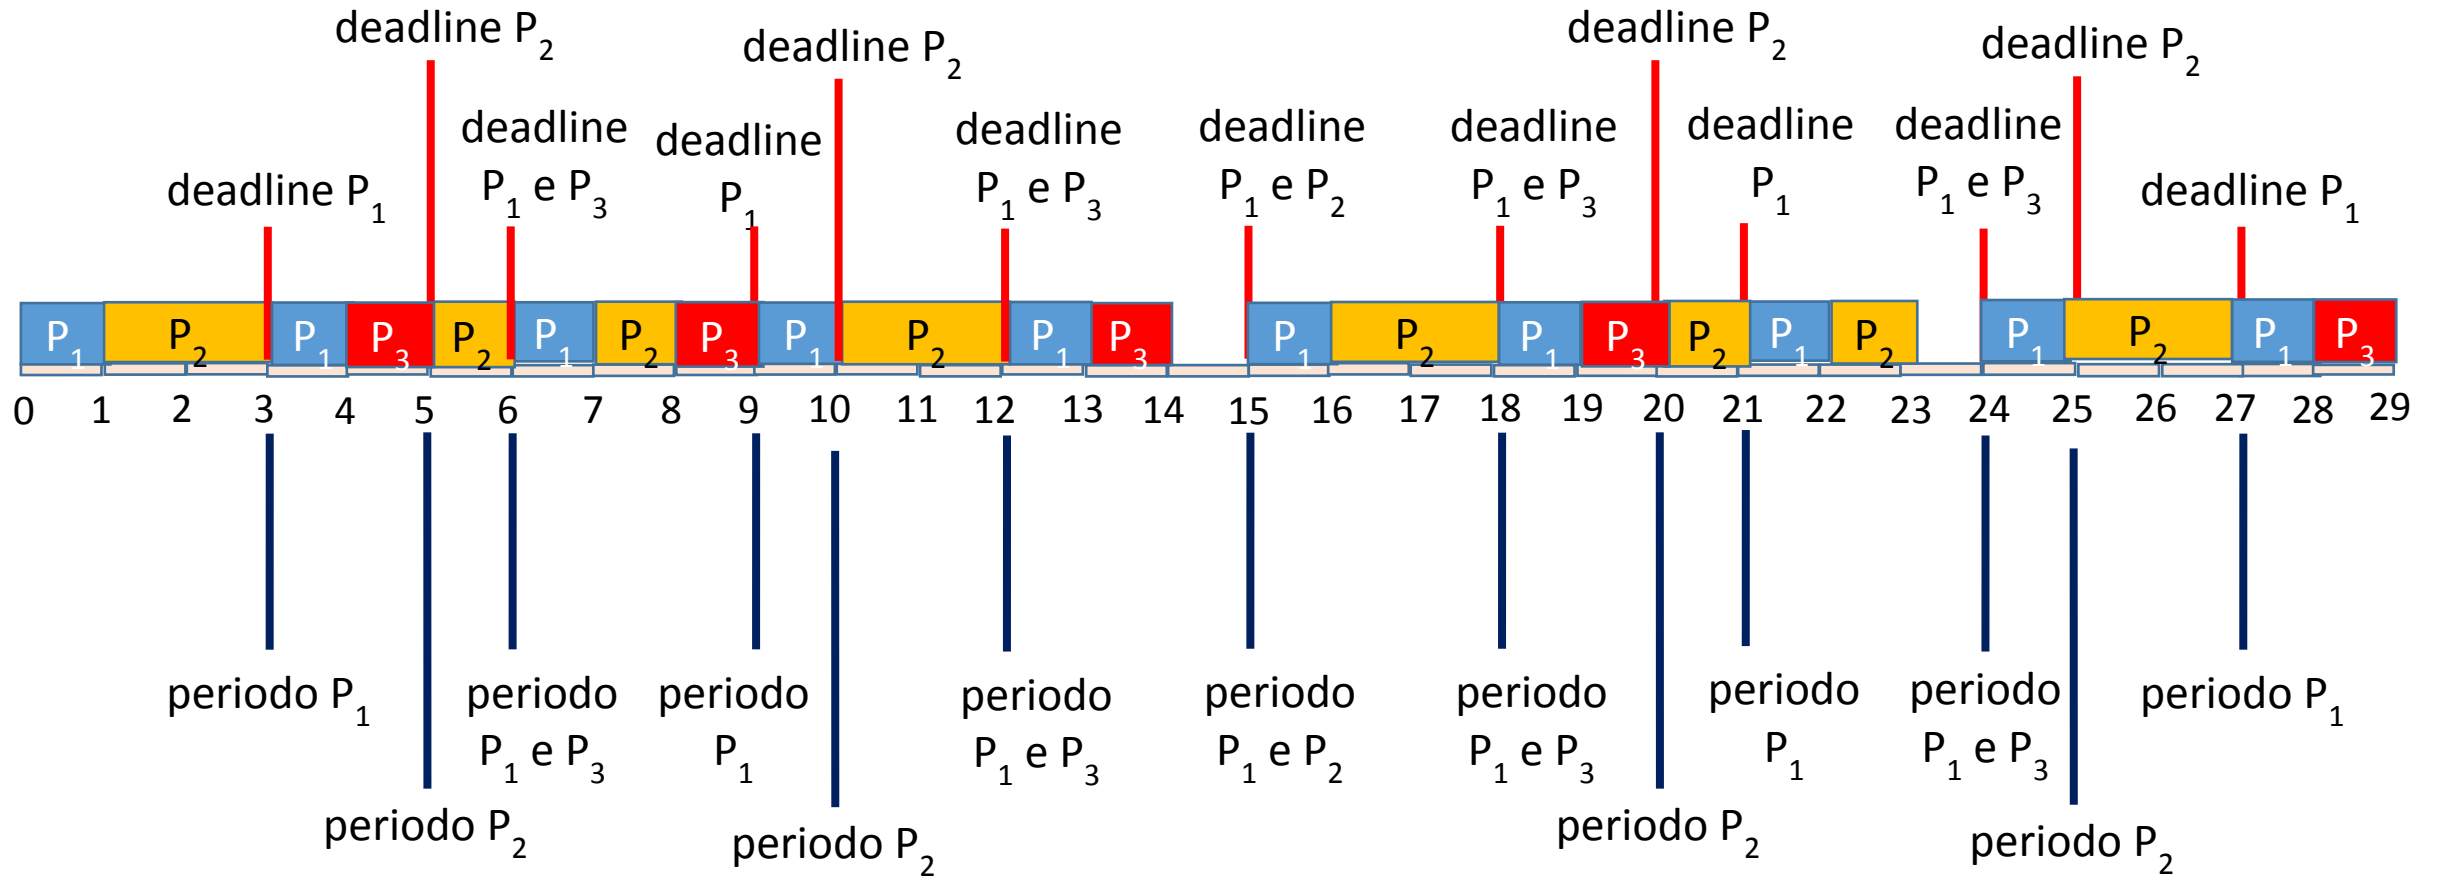 deadline P2
deadline P2
deadline P2
deadline P2
deadline
P1 e P3
deadline
P1
deadline
P1 e P3
deadline
P1 e P2
deadline
P1 e P3
deadline
P1
deadline
P1 e P3
deadline P1
deadline P1
P1 P2 P1 P3 P2 P1 P2 P3 P1 P2 P1 P3 P1 P2 P1 P3 P2 P1 P2 P1 P2 P1 P3
0 1 2 3 4 5 6 7 8 9 10 11 12 13 14 15 16 17 18 19 20 21 22 23 24 25 26 27 28 29
periodo P1
periodo
P1 e P3
periodo
P1
periodo
P1 e P3
periodo
P1 e P2
periodo
P1 e P3
periodo
P1
periodo
P1 e P3
periodo P1
periodo P2
periodo P2
periodo P2
periodo P2